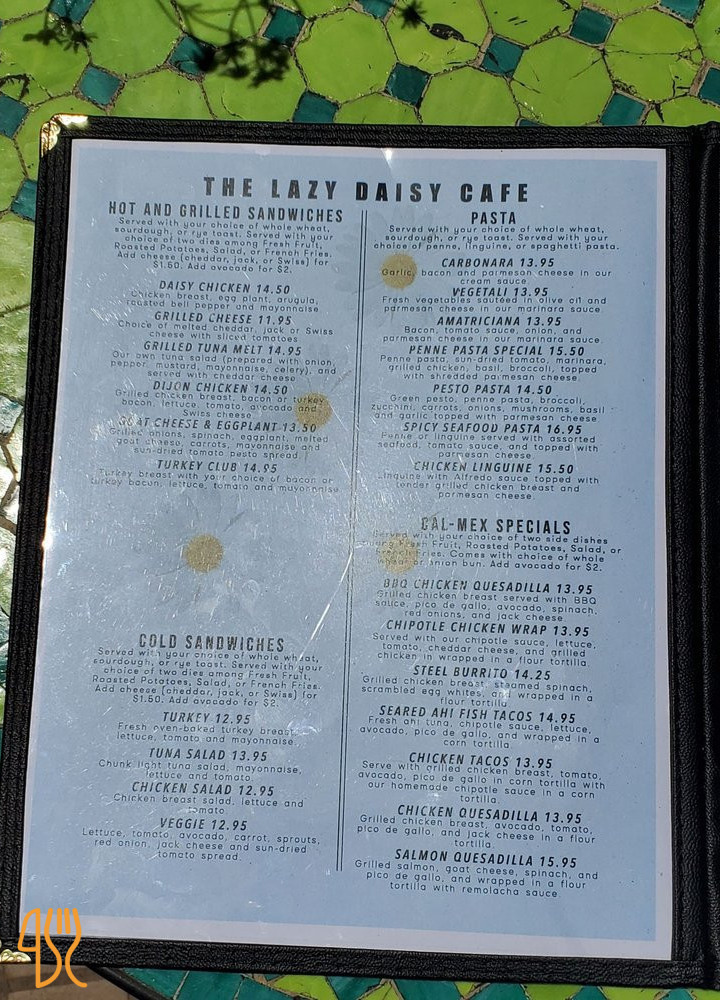 THE LAZY DAISY CAFE
HOT AND GRILLED SANDWICHES
Served with your choice of whole wheat,
sourdough, or rye toast. Served with your
choice of two dies among Fresh Fruit,
Roasted Potatoes, Salad, or French Fries.
Add cheese (cheddar, jack, or Swiss) for
$1.50. Add avocado for $2.
DAISY CHICKEN 14.50
Chicken breast, egg plant, arugula,
roasted bell pepper and mayonnaise
GRILLED CHEESE 11.95
Choice of melted cheddar, jack or Swiss
cheese with sliced tomatoes
GRILLED TUNA MELT 14.95
Our own tuna salad (prepared with onion,
pepper, mustard, mayonnaise, celery), and
served with cheddar cheese
DIJON CHICKEN 14.50
Grilled chicken breast, bacon or turkey
bacon, lettuce, tomato, avocado and
Swiss cheese
GOAT CHEESE & EGGPLANT 13.50
Grilled onions, spinach, eggplant, melted
goat cheese, carrots, mayonnaise and
sun-dried tomato pesto spread
TURKEY CLUB 14.95
Turkey breast with your choice of bacon or
turkey bacon, lettuce, tomato and mayonnaise
COLD SANDWICHES
Served with your choice of whole wheat,
sourdough, or rye toast. Served with your
choice of two dies among Fresh Fruit,
Roasted Potatoes, Salad, or French Fries.
Add cheese (cheddar, jack, or Swiss) for
$1.50. Add avocado for $2.
TURKEY 12.95
Fresh oven-baked turkey breast,
lettuce, tomato and mayonnaise
TUNA SALAD 13.95
Chunk light tuna salad, mayonnaise,
lettuce and tomato
CHICKEN SALAD 12.95
Chicken breast salad, lettuce and
tomato
VEGGIE 12.95
Lettuce, tomato, avocado, carrot, sprouts,
red onion, jack cheese and sun-dried
tomato spread.
PASTA
Served with your choice of whole wheat,
sourdough, or rye toast. Served with your
choice of penne, linguine, or spaghetti pasta.
CARBONARA 13.95
Garlic, bacon and parmesan cheese in our
cream sauce
VEGETALI 13.95
Fresh vegetables sautéed in olive oil and
parmesan cheese in our marinara sauce
AMATRICIANA 13.95
Bacon, tomato sauce, onion, and
parmesan cheese in our marinara sauce
PENNE PASTA SPECIAL 15.50
Penne pasta, sun-dried tomato, marinara,
grilled chicken, basil, broccoli, topped
with shredded parmesan cheese.
PESTO PASTA 14.50
Green pesto, penne pasta, broccoli,
zucchini, carrots, onions, mushrooms, basil
and garlic topped with parmesan cheese
SPICY SEAFOOD PASTA 16.95
Penne or linguine served with assorted
seafood, tomato sauce, and topped with
parmesan cheese.
CHICKEN LINGUINE 15.50
Linguine with Alfredo sauce topped with
tender grilled chicken breast and
parmesan cheese.
CAL-MEX SPECIALS
Served with your choice of two side dishes
among Fresh Fruit, Roasted Potatoes, Salad, or
French Fries. Comes with choice of whole
wheat or onion bun. Add avocado for $2.
BBQ CHICKEN QUESADILLA 13.95
Grilled chicken breast served with BBQ
sauce, pico de gallo, avocado, spinach,
red onions, and jack cheese
CHIPOTLE CHICKEN WRAP 13.95
Served with our chipotle sauce, lettuce,
tomato, cheddar cheese, and grilled
chicken in wrapped in a flour tortilla.
STEEL BURRITO 14.25
Grilled chicken breast, steamed spinach,
scrambled egg whites, and wrapped in a
flour tortilla
SEARED AHI FISH TACOS 14.95
Fresh ahi tuna, chipotle sauce, lettuce,
avocado, pico de gallo, and wrapped in a
corn tortilla.
CHICKEN TACOS 13.95
Serve with grilled chicken breast, tomato,
avocado, pico de gallo in corn tortilla with
our homemade chipotle sauce in a corn
tortilla.
CHICKEN QUESADILLA 13.95
Grilled chicken breast, avocado, tomato,
pico de gallo, and jack cheese in a flour
tortilla.
SALMON QUESADILLA 15.95
Grilled salmon, goat cheese, spinach, and
pico de gallo, and wrapped in a flour
tortilla with remolacha sauce